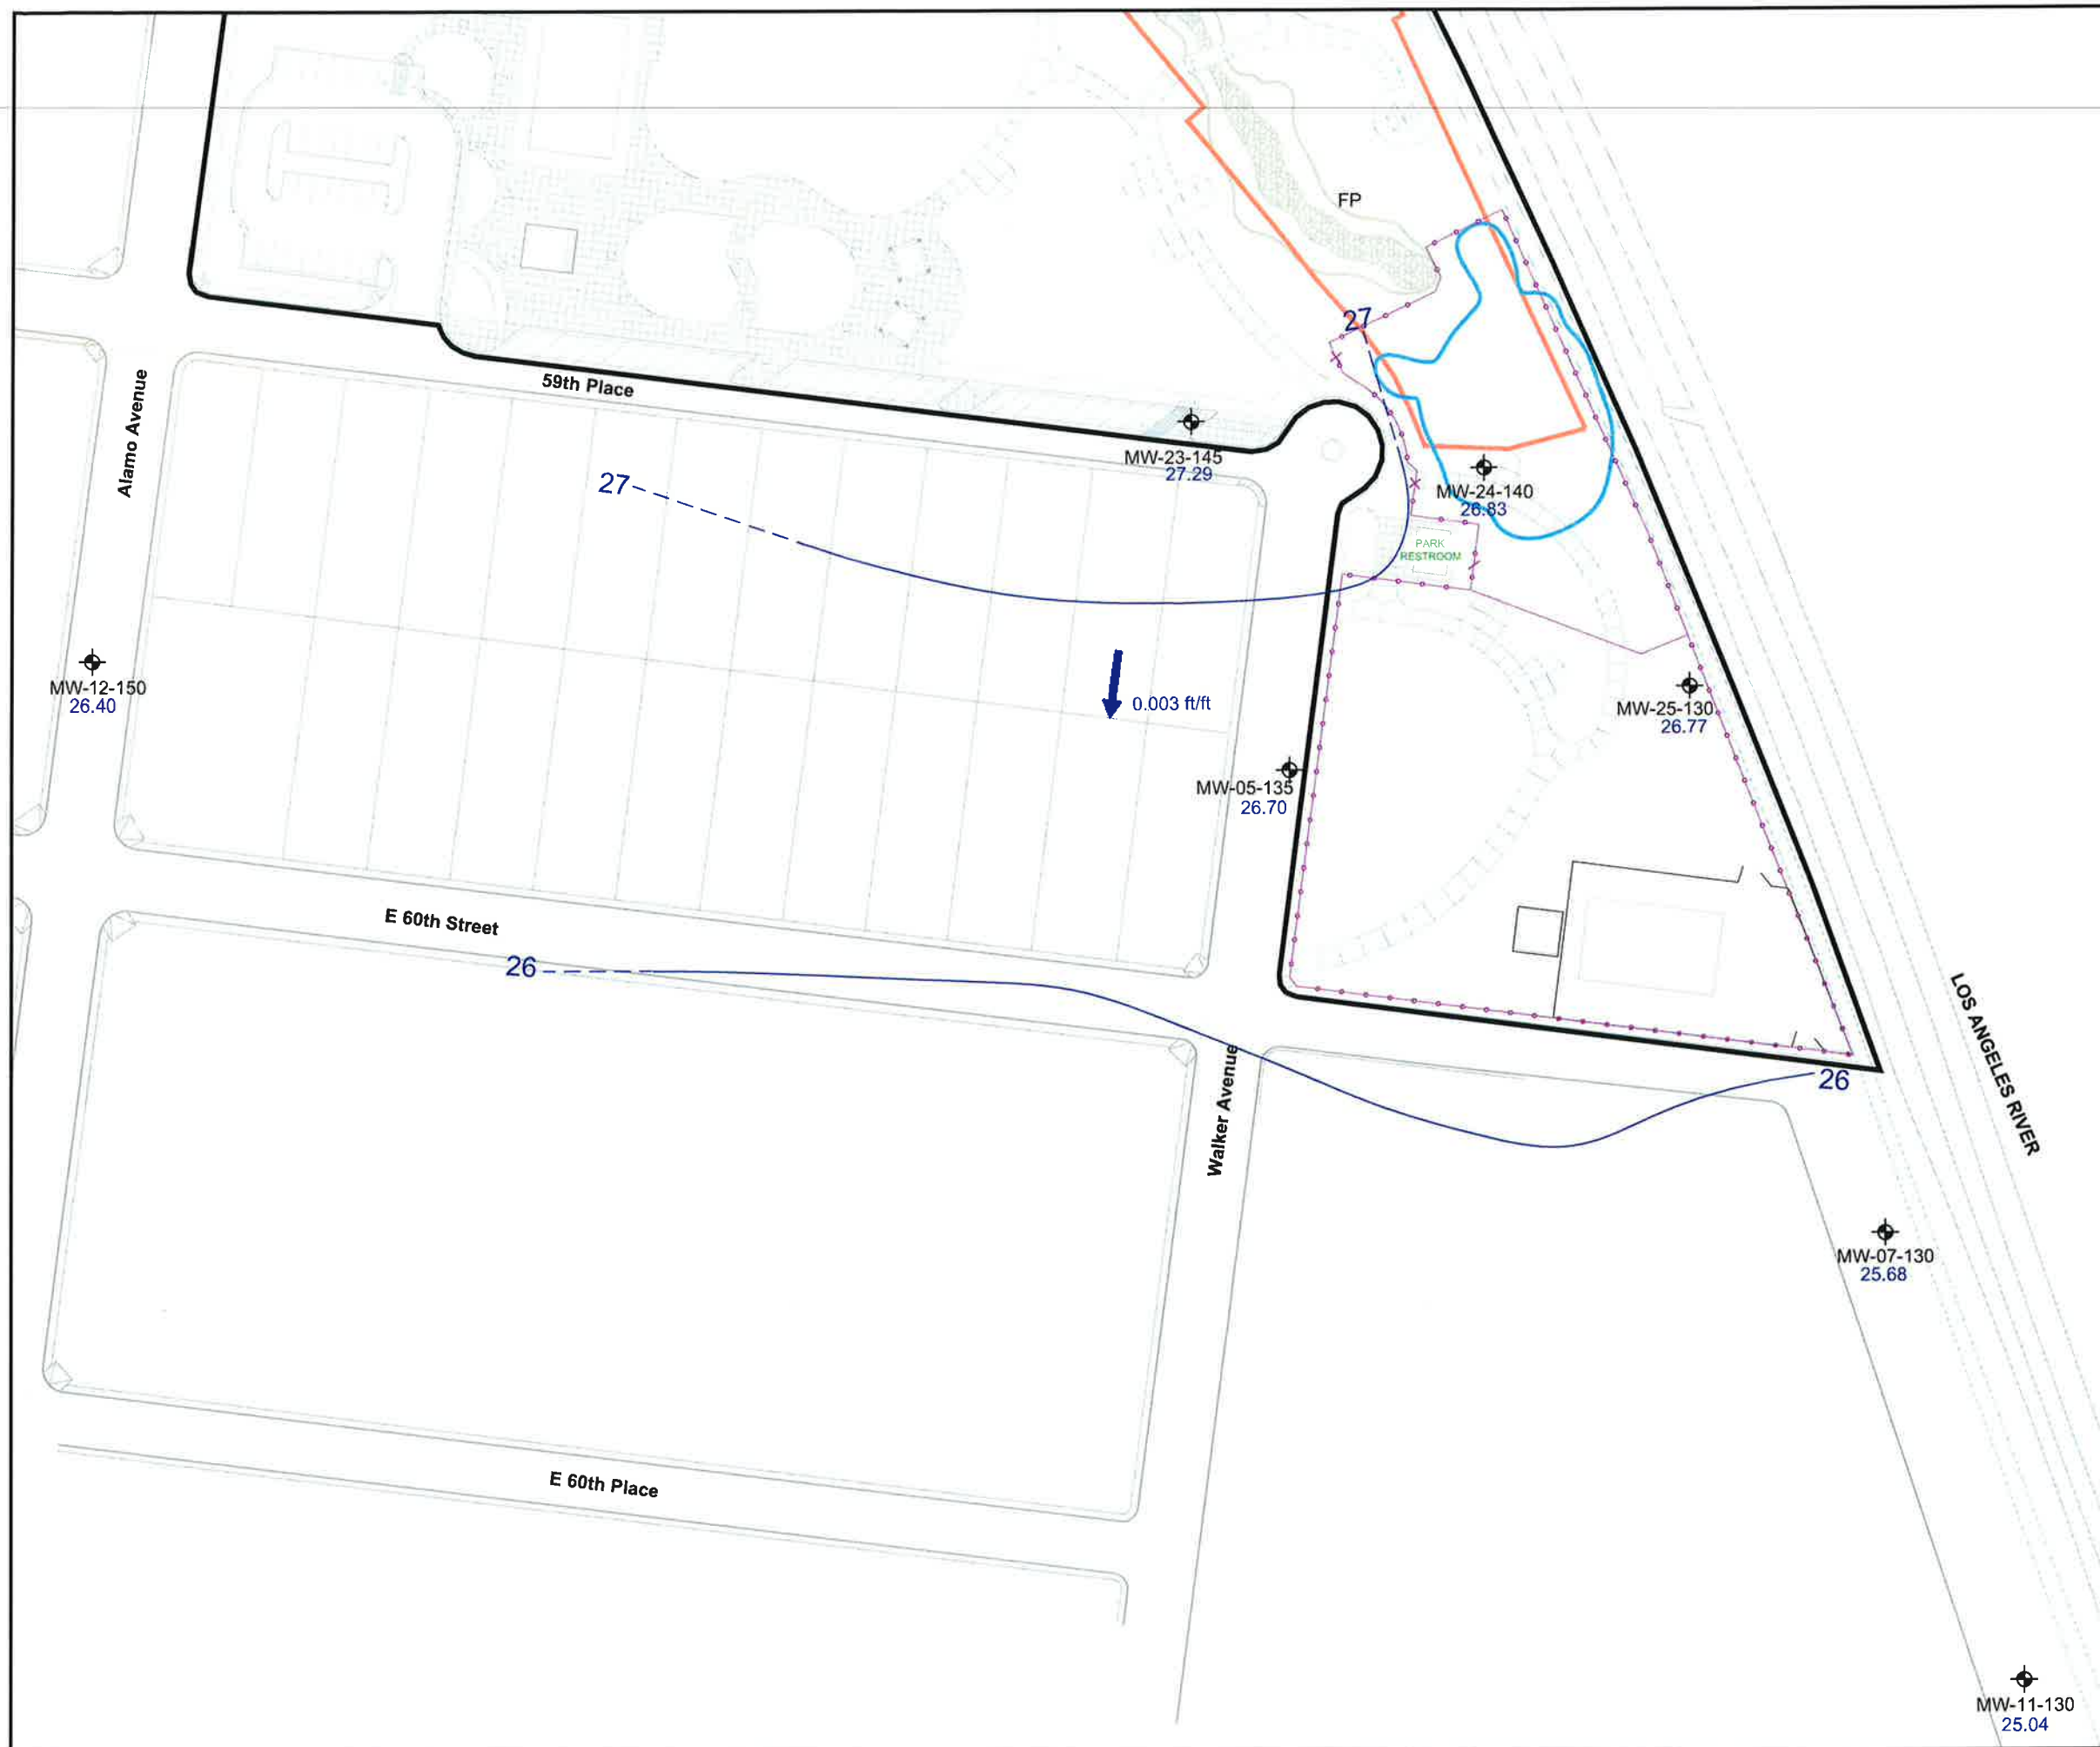 FP
27
Alamo Avenue
59th Place
MW-23-145
27.29
27
MW-24-140
26.83
PARK
RESTROOM
MW-12-150
26.40
0.003 ft/ft
MW-25-130
26.77
MW-05-135
26.70
E 60th Street
26
LOS ANGELES RIVER
26
Walker Avenue
MW-07-130
25.68
E 60th Place
MW-11-130
25.04